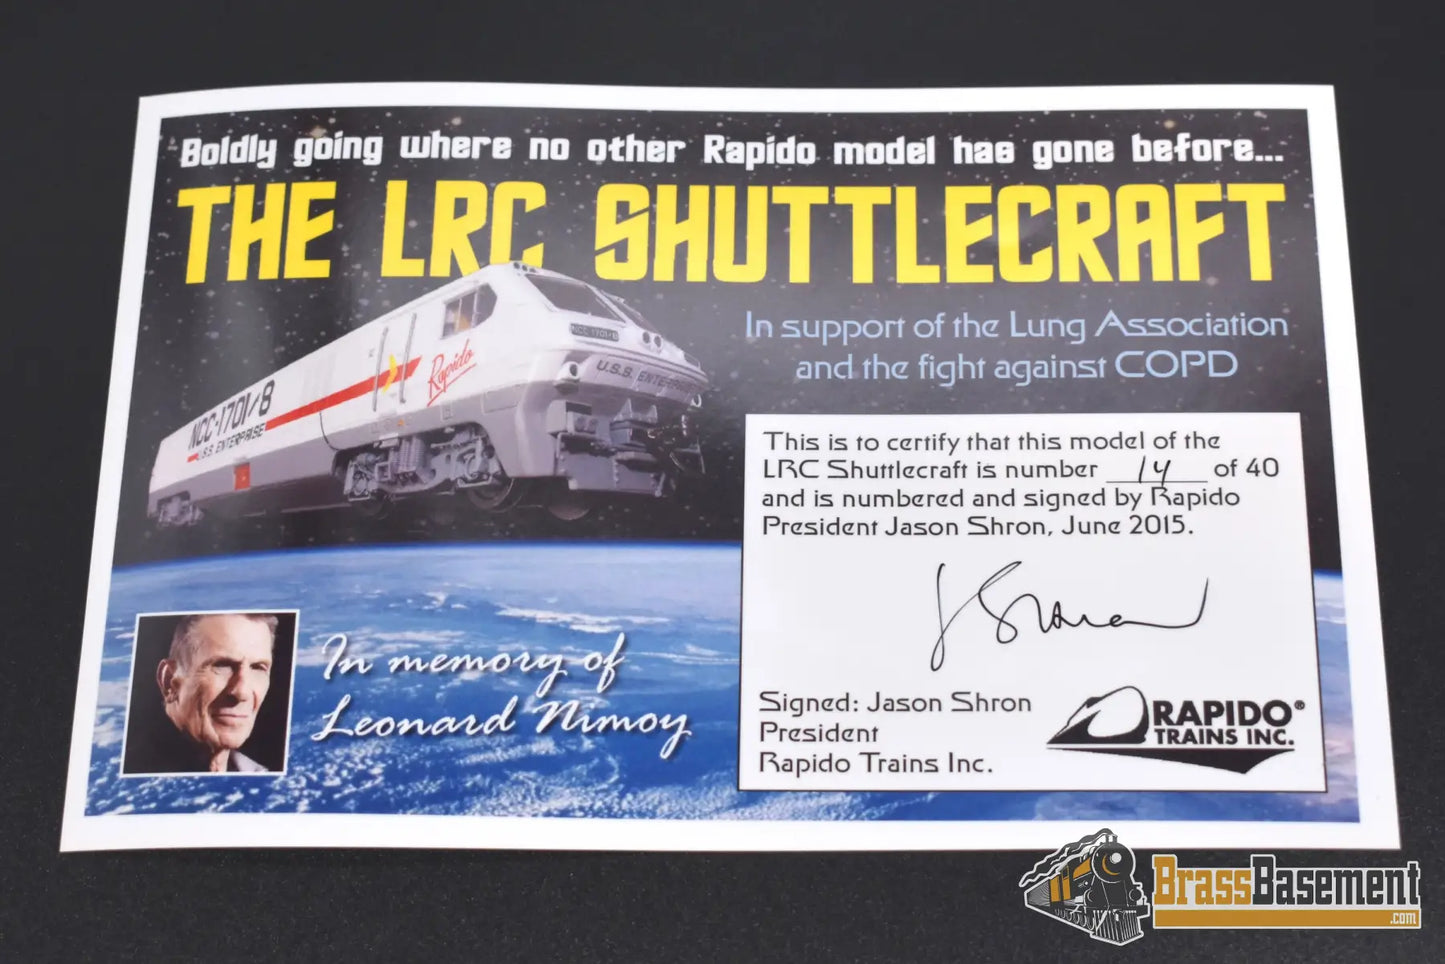 Boldly going where no other Rapido model has gone before...
THE LRC SHUTTLECRAFT
In support of the Lung Association
and the fight against COPD
NCC-1701/8
U.S.S. ENTERPRISE
Rapido
NCC 1701/8
U.S.S. ENTERPRISE
This is to certify that this model of the
LRC Shuttlecraft is number 14 of 40
and is numbered and signed by Rapido
President Jason Shron, June 2015.
J Shron
Signed: Jason Shron
President
Rapido Trains Inc.
RAPIDO®
TRAINS INC.
In memory of
Leonard Nimoy
BrassBasement
.com